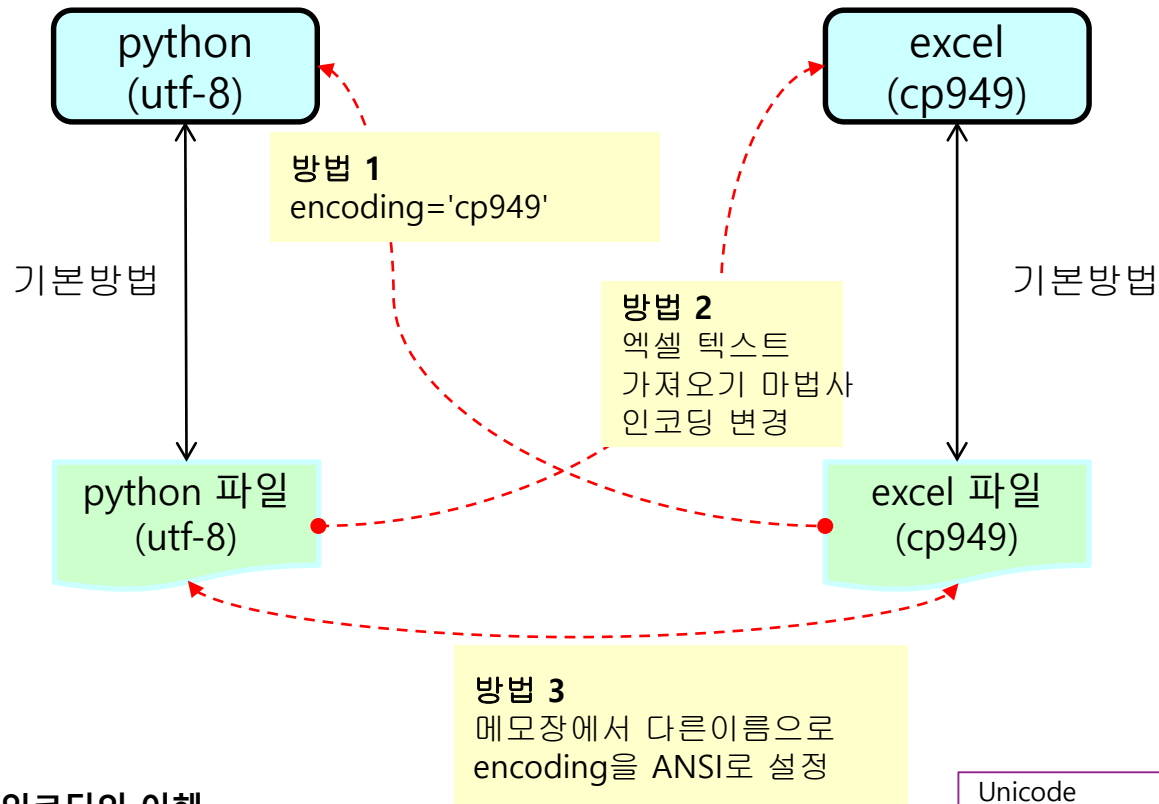 python
(utf-8)
excel
(cp949)
방법 1
encoding='cp949'
기본방법
기본방법
방법 2
엑셀 텍스트
가져오기 마법사
인코딩 변경
python 파일
(utf-8)
excel 파일
(cp949)
방법 3
메모장에서 다른이름으로
encoding을 ANSI로 설정
이해
Unicode